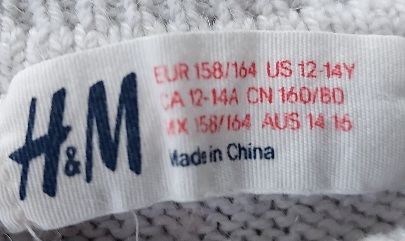 H&M
EUR 158/164 US 12-14Y
CA 12-14A CN 160/80
MX 158/164 AUS 14-16
Made in China